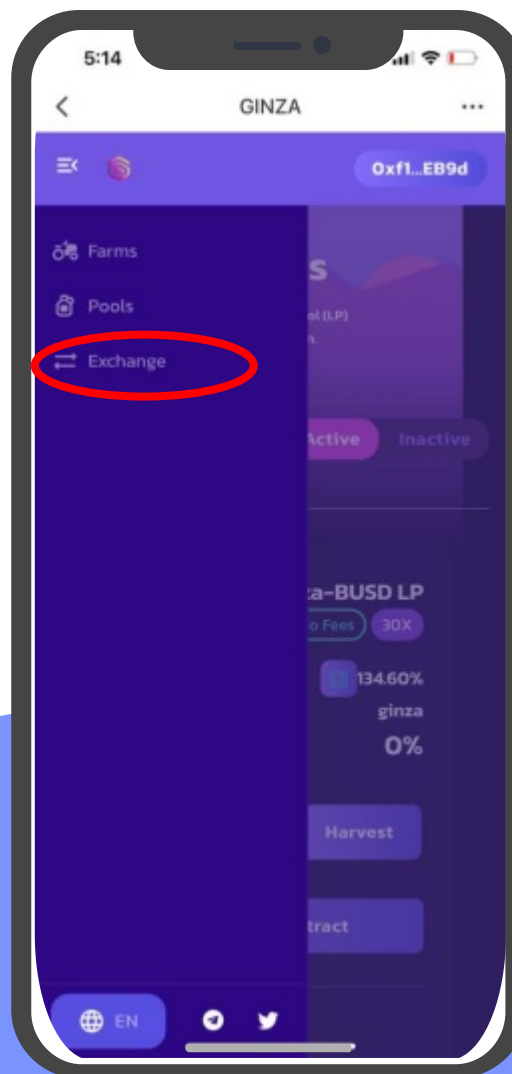 5:14
GINZA
0xf1...EB9d
Farms
Pools
Exchange
s
ol (LP)
n.
Active
Inactive
za-BUSD LP
o Fees
30X
134.60%
ginza
0%
Harvest
tract
EN